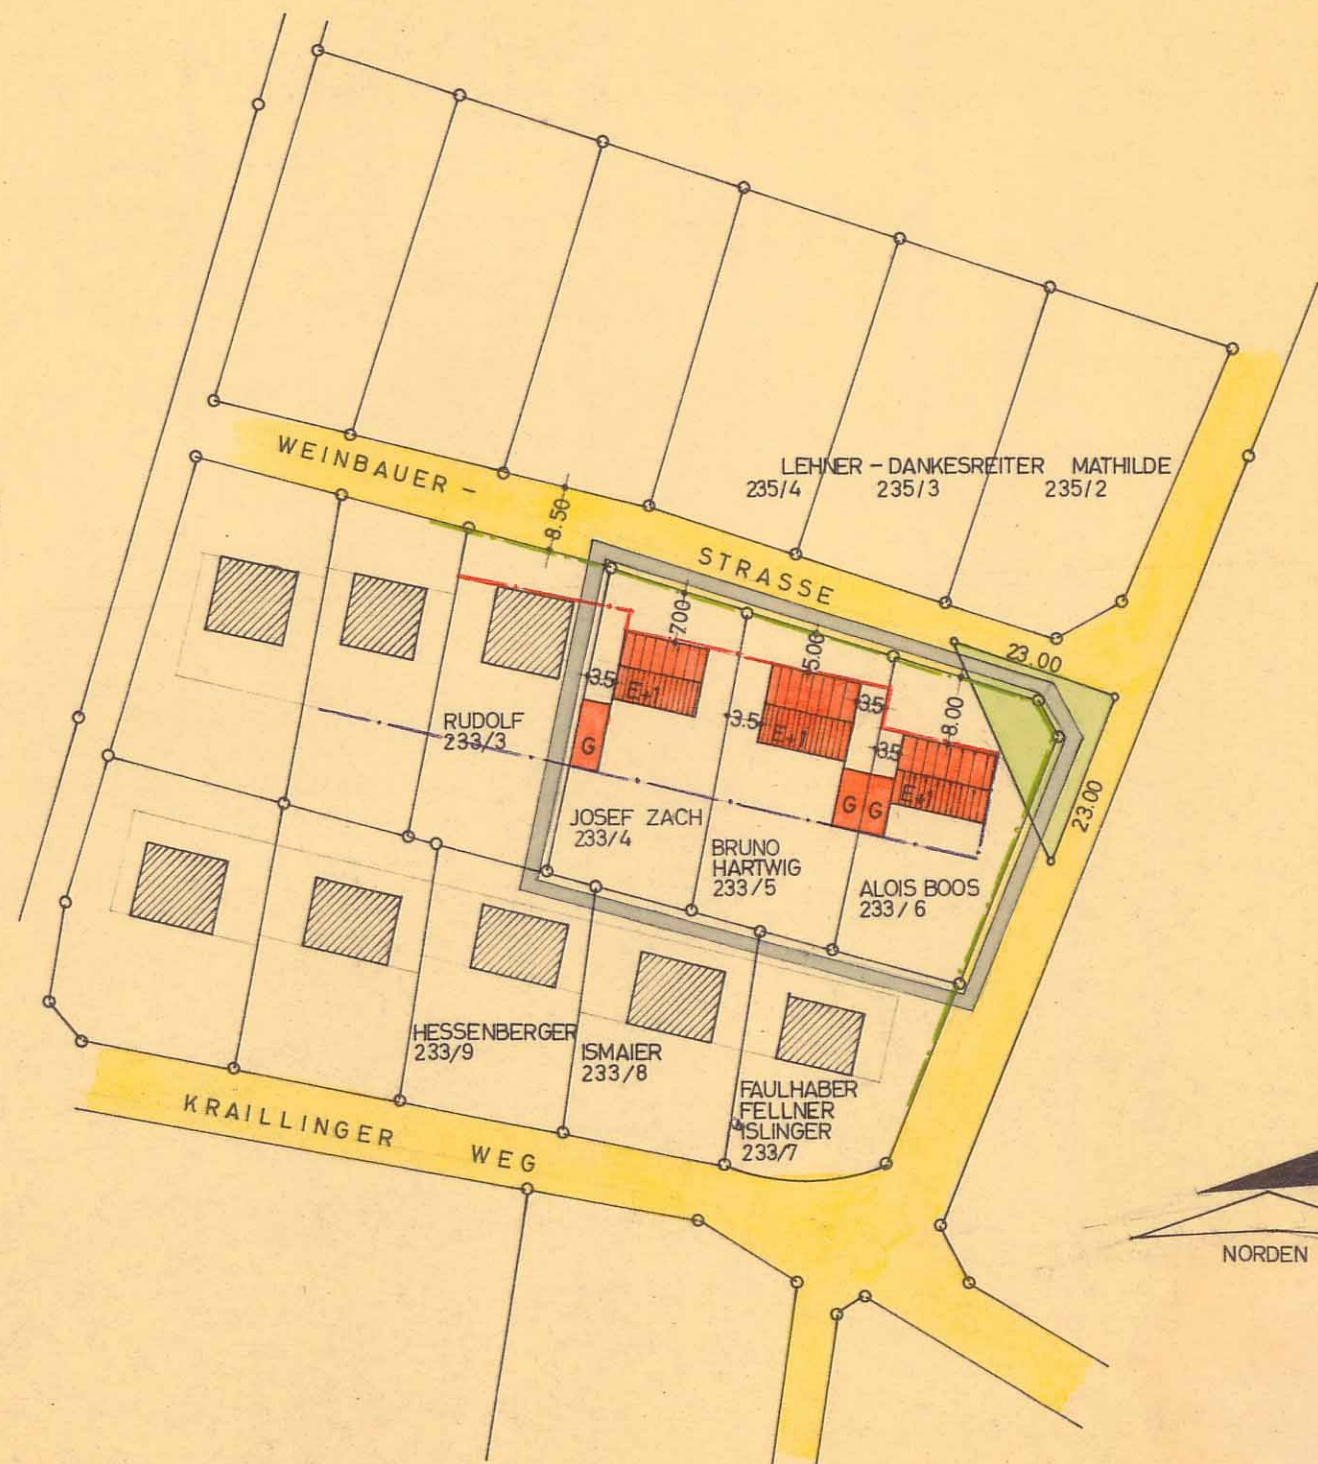 LEHNER - DANKESREITER MATHILDE
235/4 235/3 235/2
WEINBAUER -
STRASSE
8.50
7.00
5.00
8.00
23.00
23.00
3.5
3.5
3.5
3.5
E+1
E+1
E+1
G
G G
RUDOLF
233/3
JOSEF ZACH
233/4
BRUNO
HARTWIG
233/5
ALOIS BOOS
233/6
HESSENBERGER
233/9
ISMAIER
233/8
FAULHABER
FELLNER
ISLINGER
233/7
KRAILLINGER WEG
NORDEN